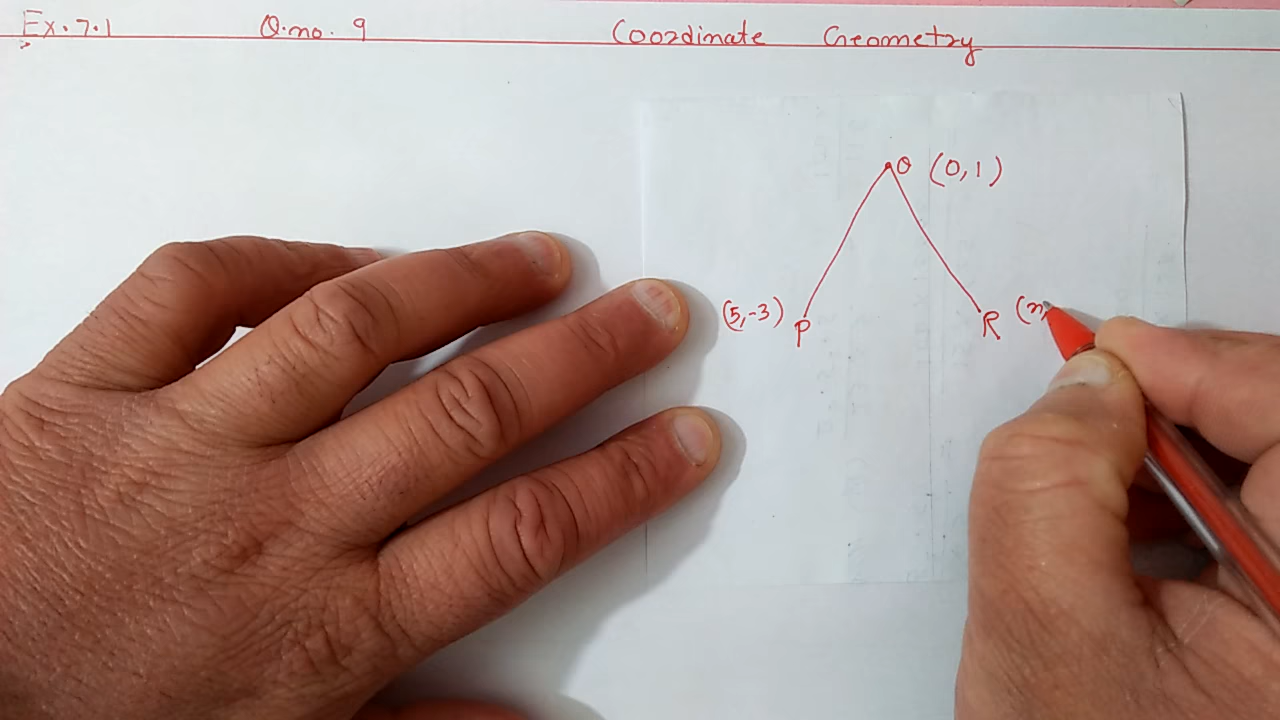 Ex. 7.1 Q.no. 9 Coordinate Geometry
Q (0,1)
(5,-3) P R (x,